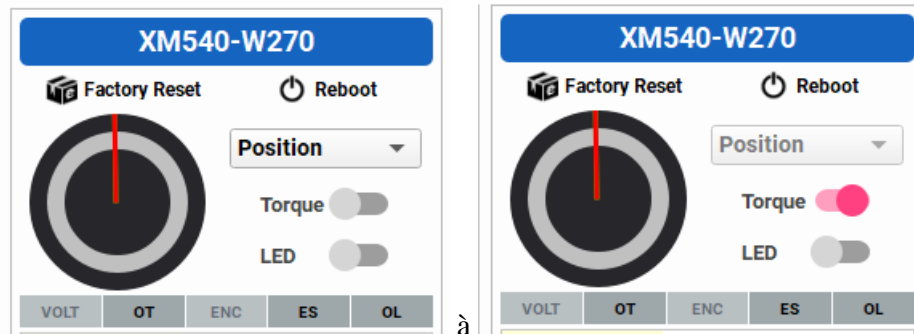 XM540-W270
Factory Reset Reboot
Position
Torque
LED
VOLT OT ENC ES OL
à
XM540-W270
Factory Reset Reboot
Position
Torque
LED
VOLT OT ENC ES OL